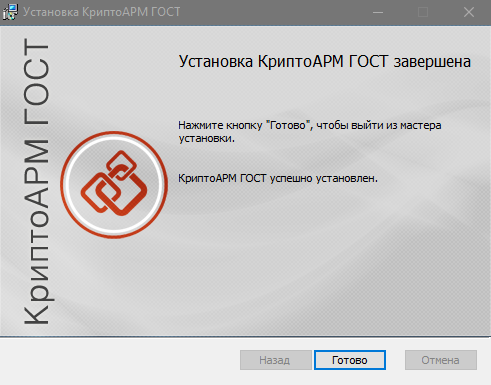 Установка КриптоАРМ ГОСТ
КриптоАРМ ГОСТ
Установка КриптоАРМ ГОСТ завершена
Нажмите кнопку "Готово", чтобы выйти из мастера
установки.
КриптоАРМ ГОСТ успешно установлен.
Назад
Готово
Отмена